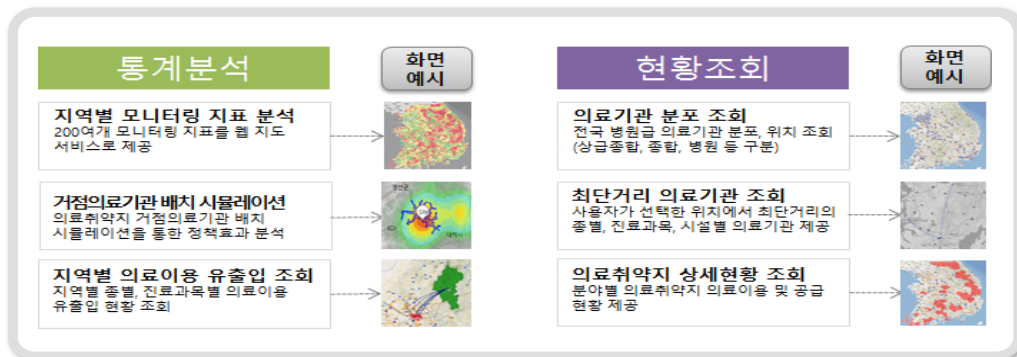 통계분석
화면
예시
지역별 모니터링 지표 분석
200여개 모니터링 지표를 웹 지도
서비스로 제공
거점의료기관 배치 시뮬레이션
의료취약지 거점의료기관 배치
시뮬레이션을 통한 정책효과 분석
지역별 의료이용 유출입 조회
지역별 종별, 진료과목별 의료이용
유출입 현황 조회
현황조회
화면
예시
의료기관 분포 조회
전국 병원급 의료기관 분포, 위치 조회
(상급종합, 종합, 병원 등 구분)
최단거리 의료기관 조회
사용자가 선택한 위치에서 최단거리의
종별, 진료과목, 시설별 의료기관 제공
의료취약지 상세현황 조회
분야별 의료취약지 의료이용 및 공급
현황 제공